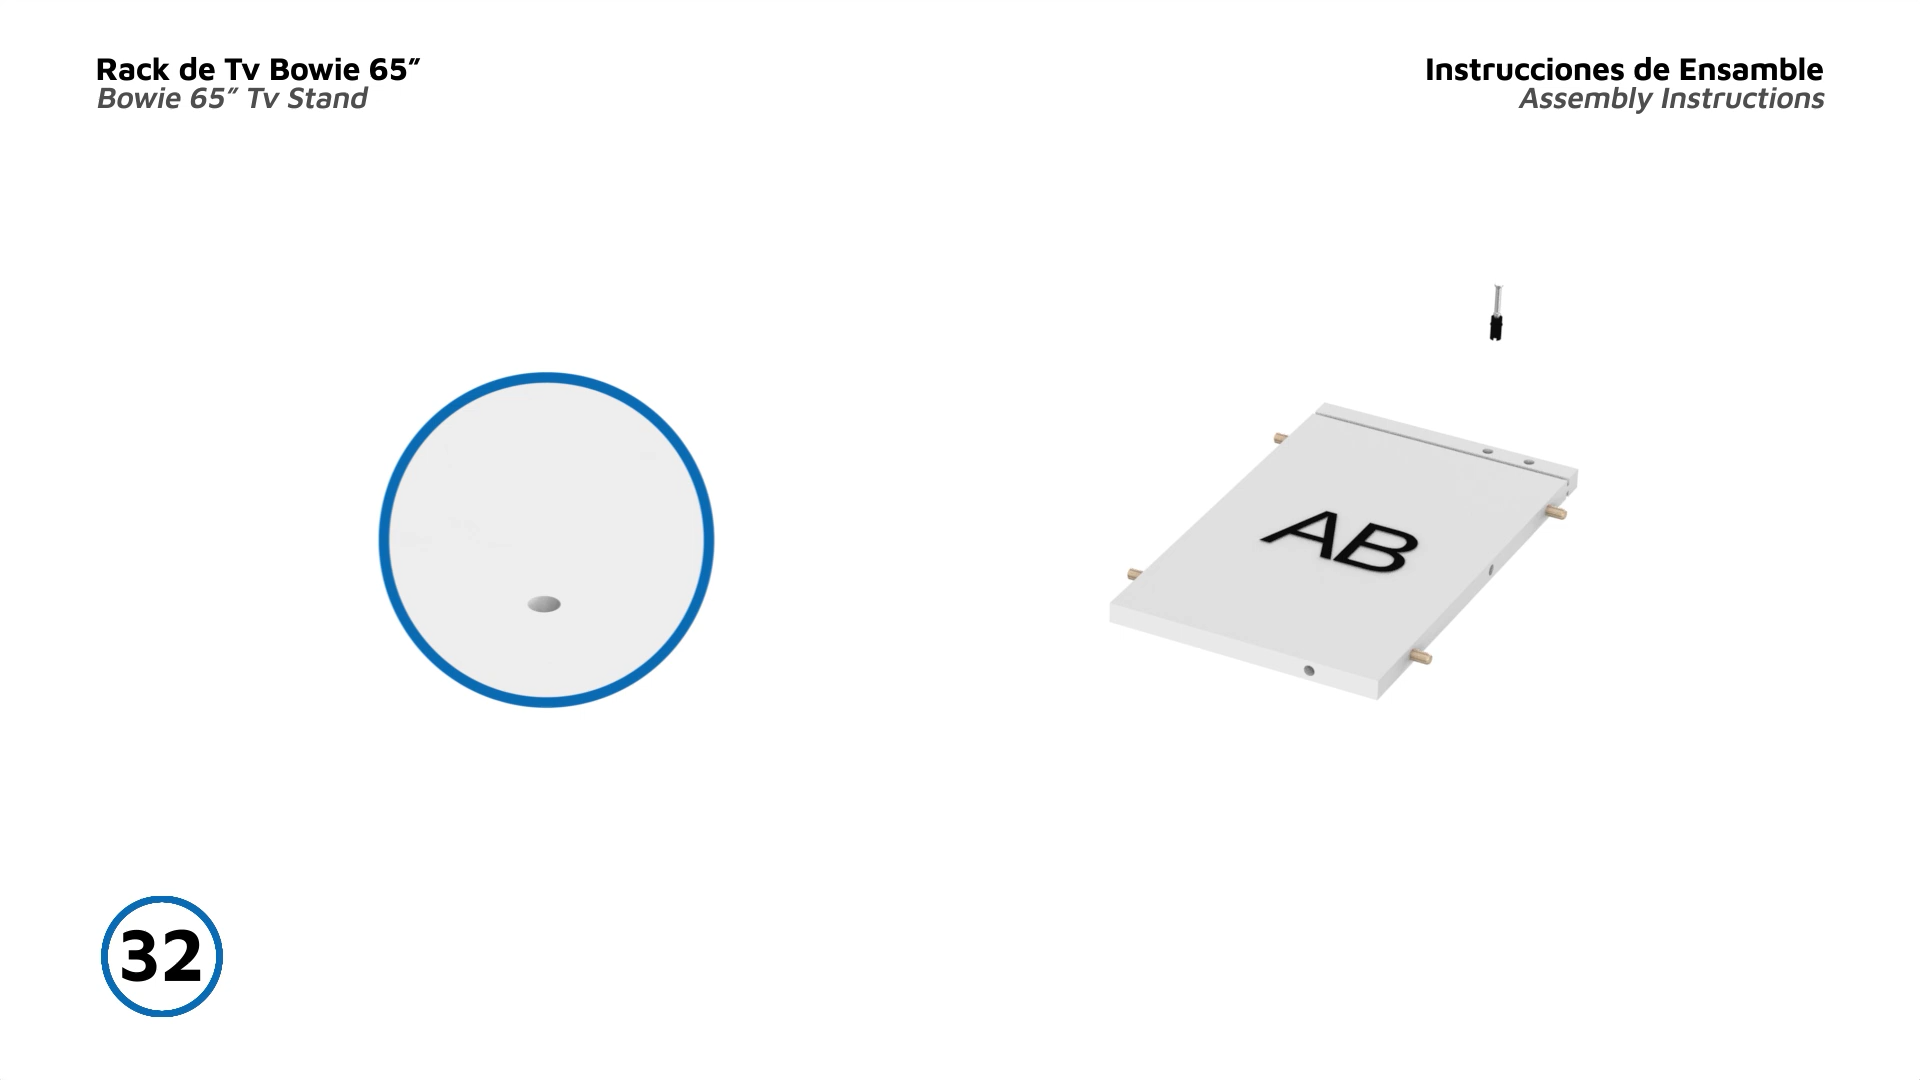 Rack de Tv Bowie 65”
Bowie 65” Tv Stand
Instrucciones de Ensamble
Assembly Instructions
AB
32